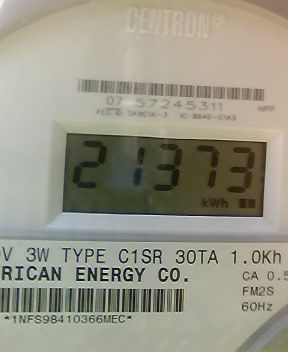 CENTRON®
07 57245311
21373
kWh
V 3W TYPE C1SR 30TA 1.0Kh
RICAN ENERGY CO.
CA 0.5
FM2S
60Hz
*1NFS98410366MEC*